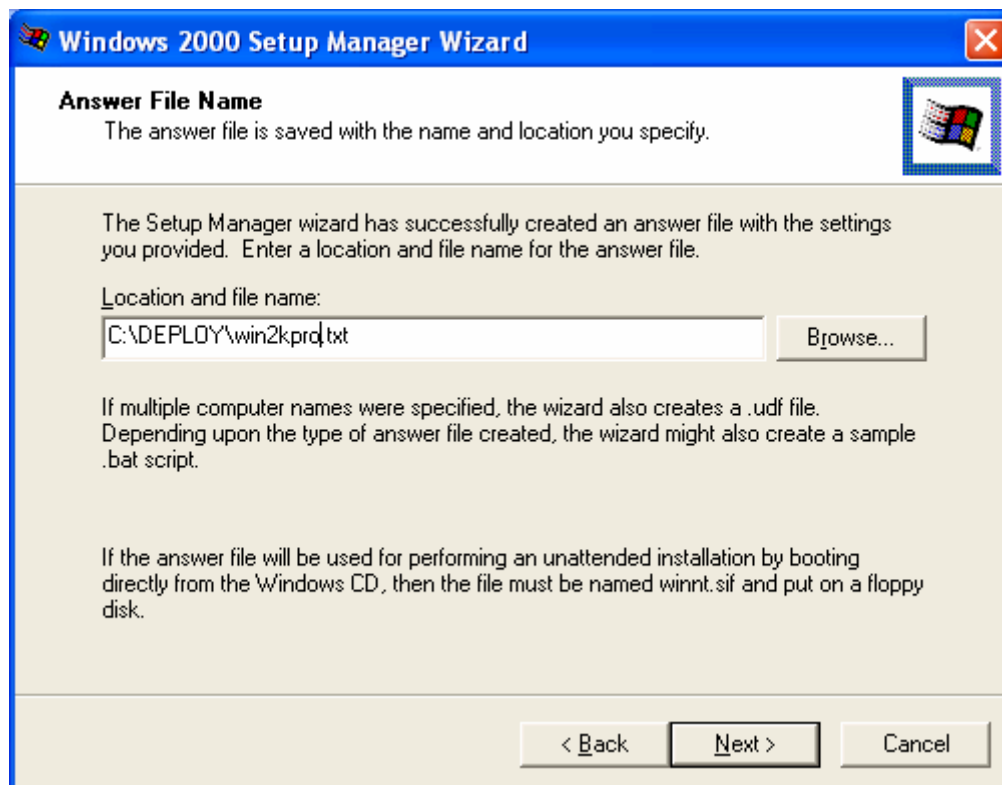 Windows 2000 Setup Manager Wizard
Answer File Name
The answer file is saved with the name and location you specify.
The Setup Manager wizard has successfully created an answer file with the settings
you provided. Enter a location and file name for the answer file.
Location and file name:
C:\DEPLOY\win2kpro.txt
Browse...
If multiple computer names were specified, the wizard also creates a .udf file.
Depending upon the type of answer file created, the wizard might also create a sample
.bat script.
If the answer file will be used for performing an unattended installation by booting
directly from the Windows CD, then the file must be named winnt.sif and put on a floppy
disk.
< Back
Next >
Cancel